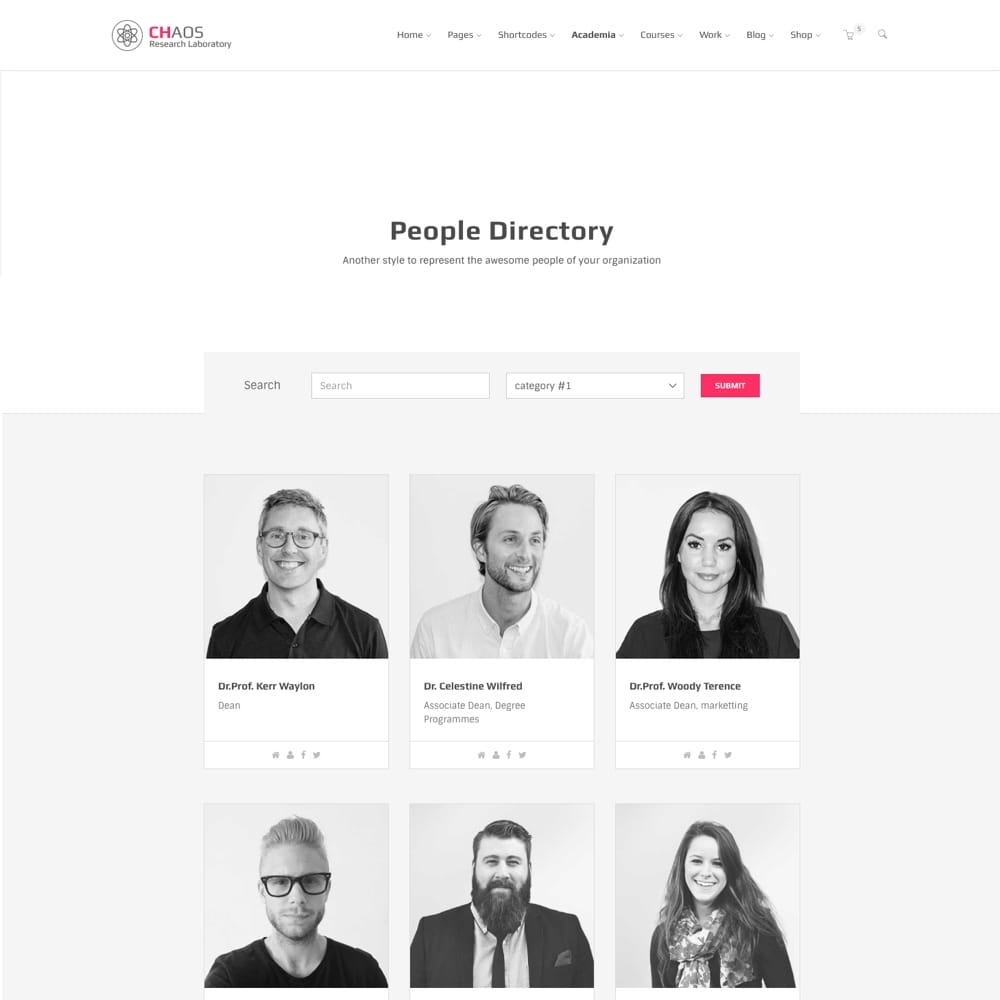 CHAOS
Research Laboratory
Home Pages Shortcodes Academia Courses Work Blog Shop 5
People Directory
Another style to represent the awesome people of your organization
Search Search category #1 SUBMIT
Dr.Prof. Kerr Waylon
Dean
Dr. Celestine Wilfred
Associate Dean, Degree
Programmes
Dr.Prof. Woody Terence
Associate Dean, marketting